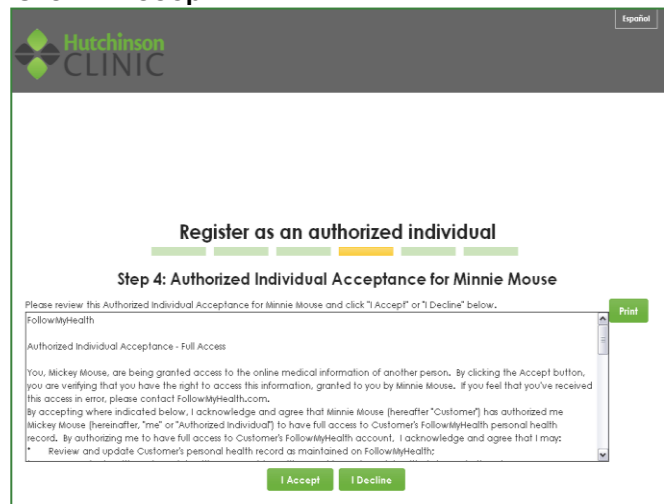 Español
Hutchinson
CLINIC
Register as an authorized individual
Step 4: Authorized Individual Acceptance for Minnie Mouse
Please review this Authorized Individual Acceptance for Minnie Mouse and click "I Accept" or "I Decline" below.
Print
FollowMyHealth
Authorized Individual Acceptance - Full Access
You, Mickey Mouse, are being granted access to the online medical information of another person. By clicking the Accept button,
you are verifying that you have the right to access this information, granted to you by Minnie Mouse. If you feel that you've received
this access in error, please contact FollowMyHealth.com.
By accepting where indicated below, I acknowledge and agree that Minnie Mouse (hereafter "Customer") has authorized me
Mickey Mouse (hereinafter, "me" or "Authorized Individual") to have full access to Customer's FollowMyHealth personal health
record. By authorizing me to have full access to Customer's FollowMyHealth account, I acknowledge and agree that I may:
* Review and update Customer's personal health record as maintained on FollowMyHealth;
I Accept
I Decline